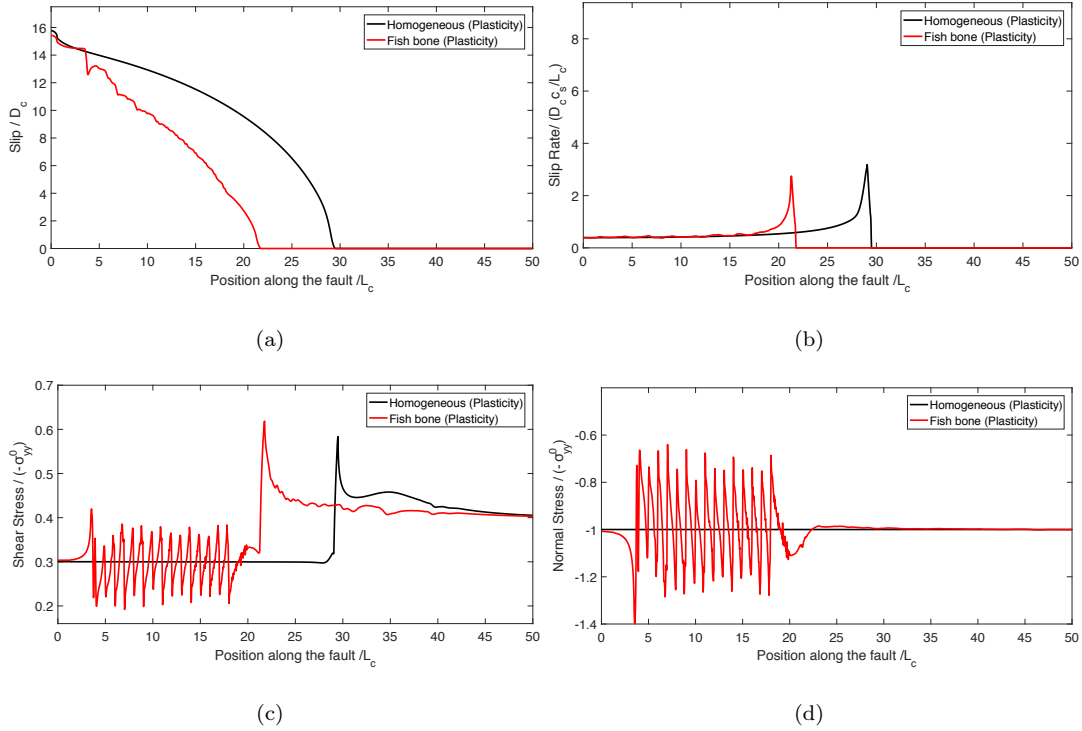 Homogeneous (Plasticity)
Fish bone (Plasticity)
Slip / D_c
0
2
4
6
8
10
12
14
16
0 5 10 15 20 25 30 35 40 45 50
Position along the fault /L_c
(a)
Homogeneous (Plasticity)
Fish bone (Plasticity)
Slip Rate/ (D_c c_s/L_c)
0
2
4
6
8
0 5 10 15 20 25 30 35 40 45 50
Position along the fault /L_c
(b)
Homogeneous (Plasticity)
Fish bone (Plasticity)
Shear Stress / (-σ_yy^0)
0.2
0.3
0.4
0.5
0.6
0.7
0 5 10 15 20 25 30 35 40 45 50
Position along the fault /L_c
(c)
Homogeneous (Plasticity)
Fish bone (Plasticity)
Normal Stress / (-σ_yy^0)
-1.4
-1.2
-1
-0.8
-0.6
0 5 10 15 20 25 30 35 40 45 50
Position along the fault /L_c
(d)